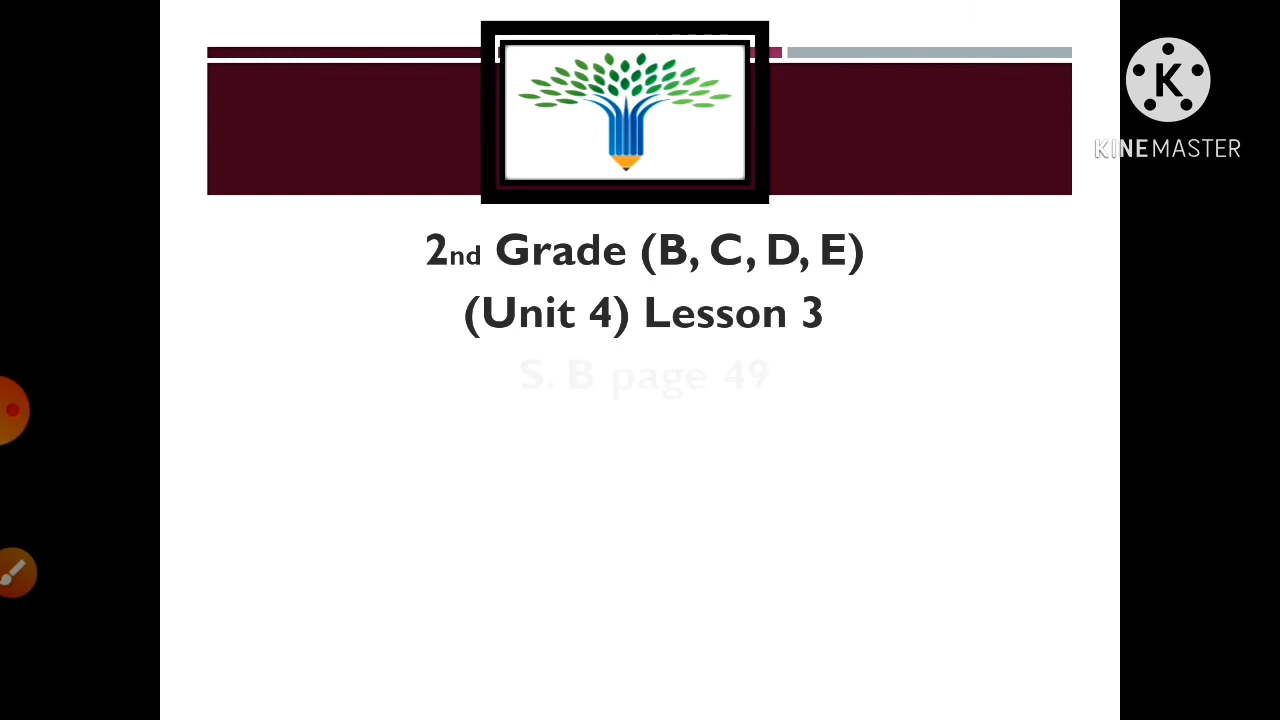 K
KINEMASTER
2nd Grade (B, C, D, E)
(Unit 4) Lesson 3
S. B page 49